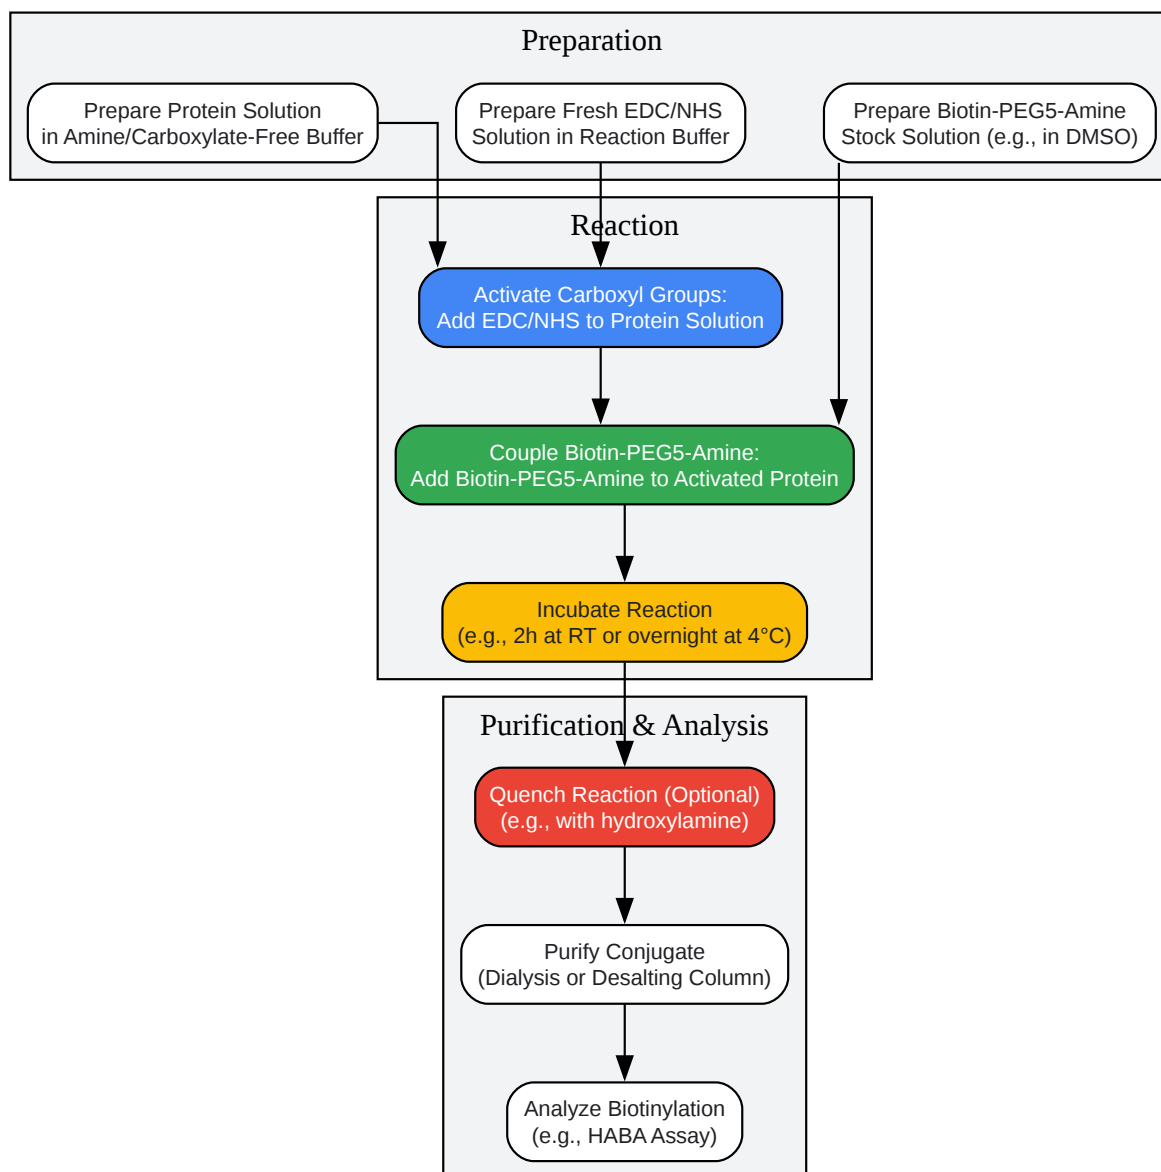 Preparation
Prepare Protein Solution
in Amine/Carboxylate-Free Buffer
Prepare Fresh EDC/NHS
Solution in Reaction Buffer
Prepare Biotin-PEG5-Amine
Stock Solution (e.g., in DMSO)
Reaction
Activate Carboxyl Groups:
Add EDC/NHS to Protein Solution
Couple Biotin-PEG5-Amine:
Add Biotin-PEG5-Amine to Activated Protein
Incubate Reaction
(e.g., 2h at RT or overnight at 4°C)
Purification & Analysis
Quench Reaction (Optional)
(e.g., with hydroxylamine)
Purify Conjugate
(Dialysis or Desalting Column)
Analyze Biotinylation
(e.g., HABA Assay)